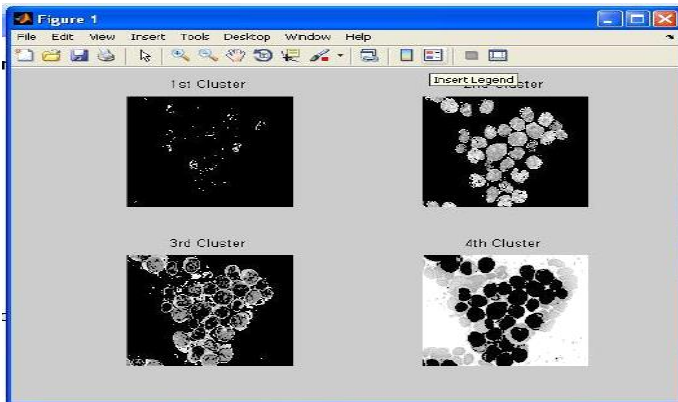 Figure 1
File Edit View Insert Tools Desktop Window Help
Insert Legend
1st Cluster
Cluster
3rd Cluster
4th Cluster